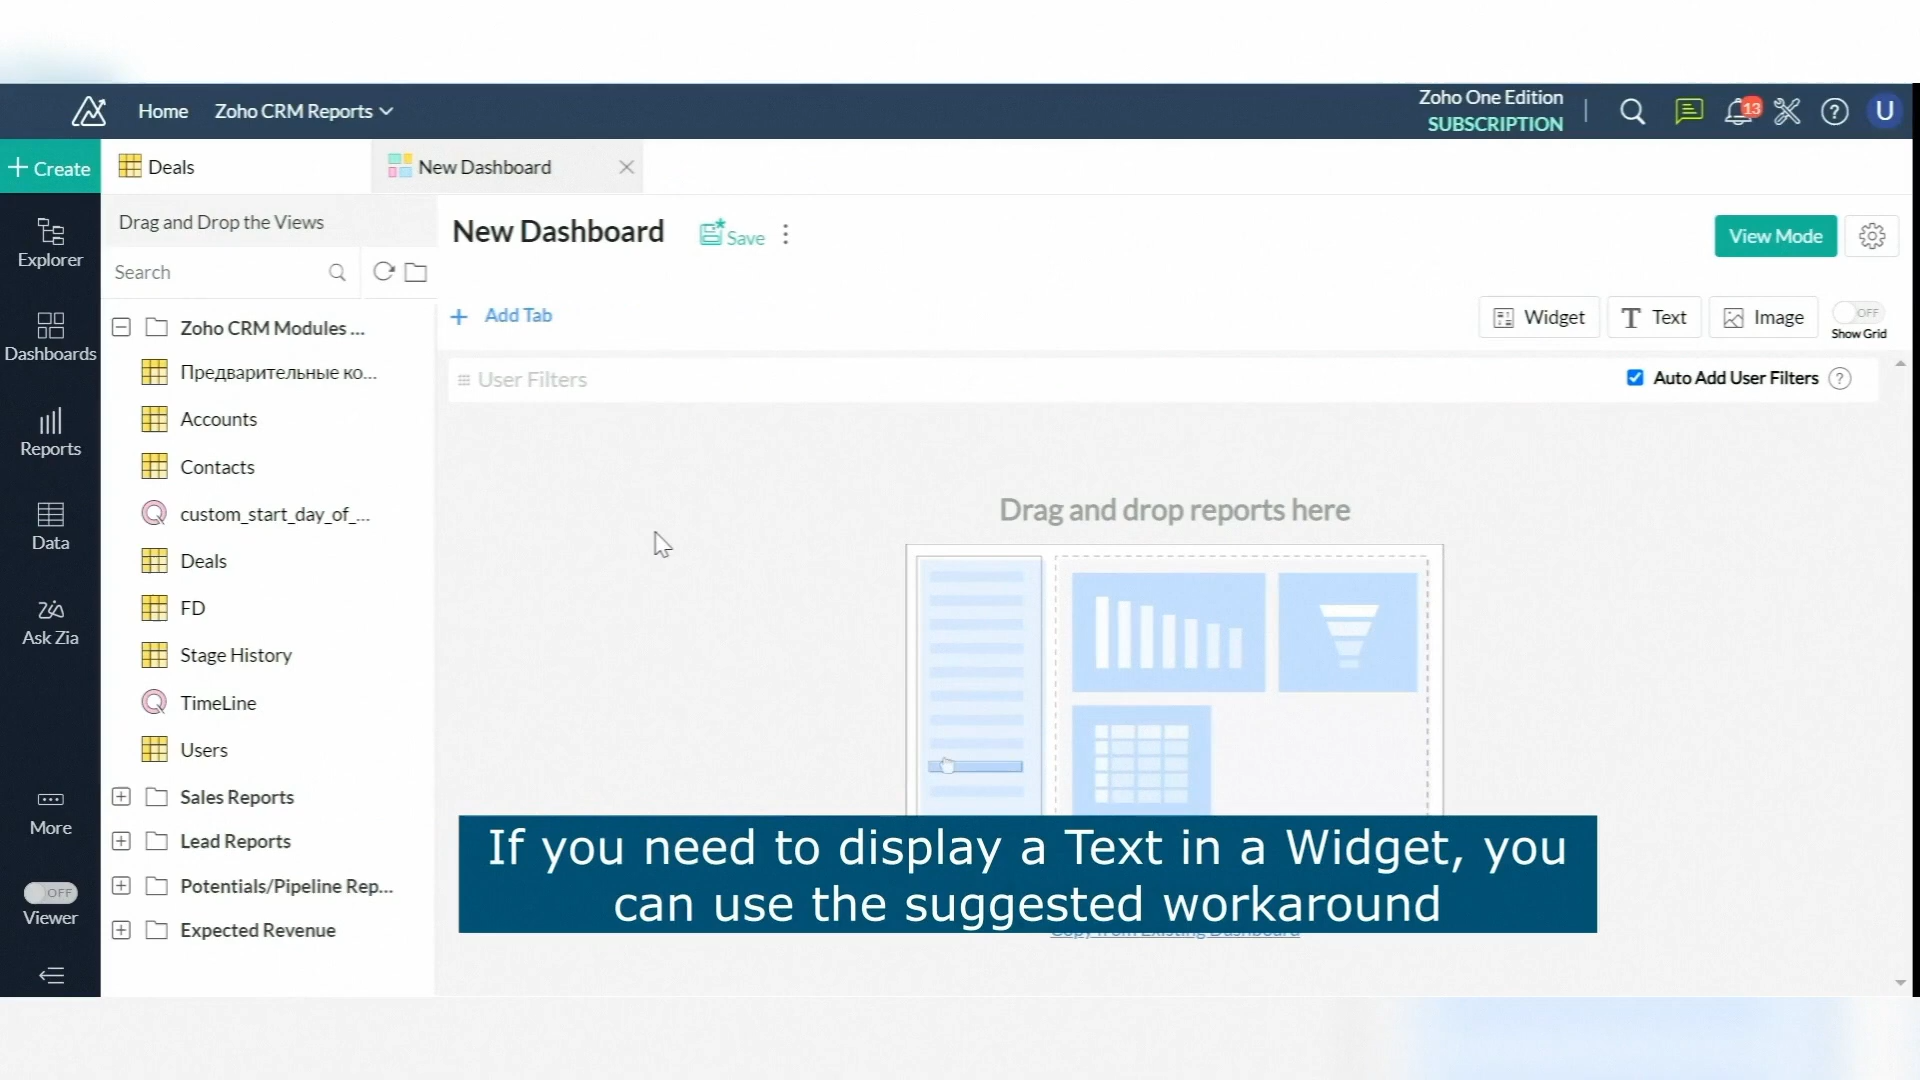 Home
Zoho CRM Reports
Zoho One Edition
SUBSCRIPTION
13
U
+ Create
Deals
New Dashboard
Explorer
Dashboards
Reports
Data
Ask Zia
More
OFF
Viewer
Drag and Drop the Views
Search
Zoho CRM Modules ...
Предварительные ко...
Accounts
Contacts
custom_start_day_of_...
Deals
FD
Stage History
TimeLine
Users
Sales Reports
Lead Reports
Potentials/Pipeline Rep...
Expected Revenue
New Dashboard
Save
View Mode
+ Add Tab
Widget
T Text
Image
OFF
Show Grid
User Filters
Auto Add User Filters ?
Drag and drop reports here
If you need to display a Text in a Widget, you
can use the suggested workaround
Copy from Existing Dashboard